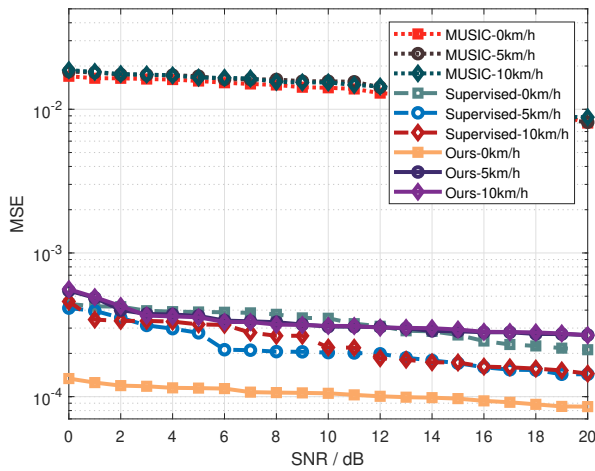 MUSIC-0km/h
MUSIC-5km/h
MUSIC-10km/h
Supervised-0km/h
Supervised-5km/h
Supervised-10km/h
Ours-0km/h
Ours-5km/h
Ours-10km/h
10⁻²
10⁻³
10⁻⁴
MSE
0 2 4 6 8 10 12 14 16 18 20
SNR / dB